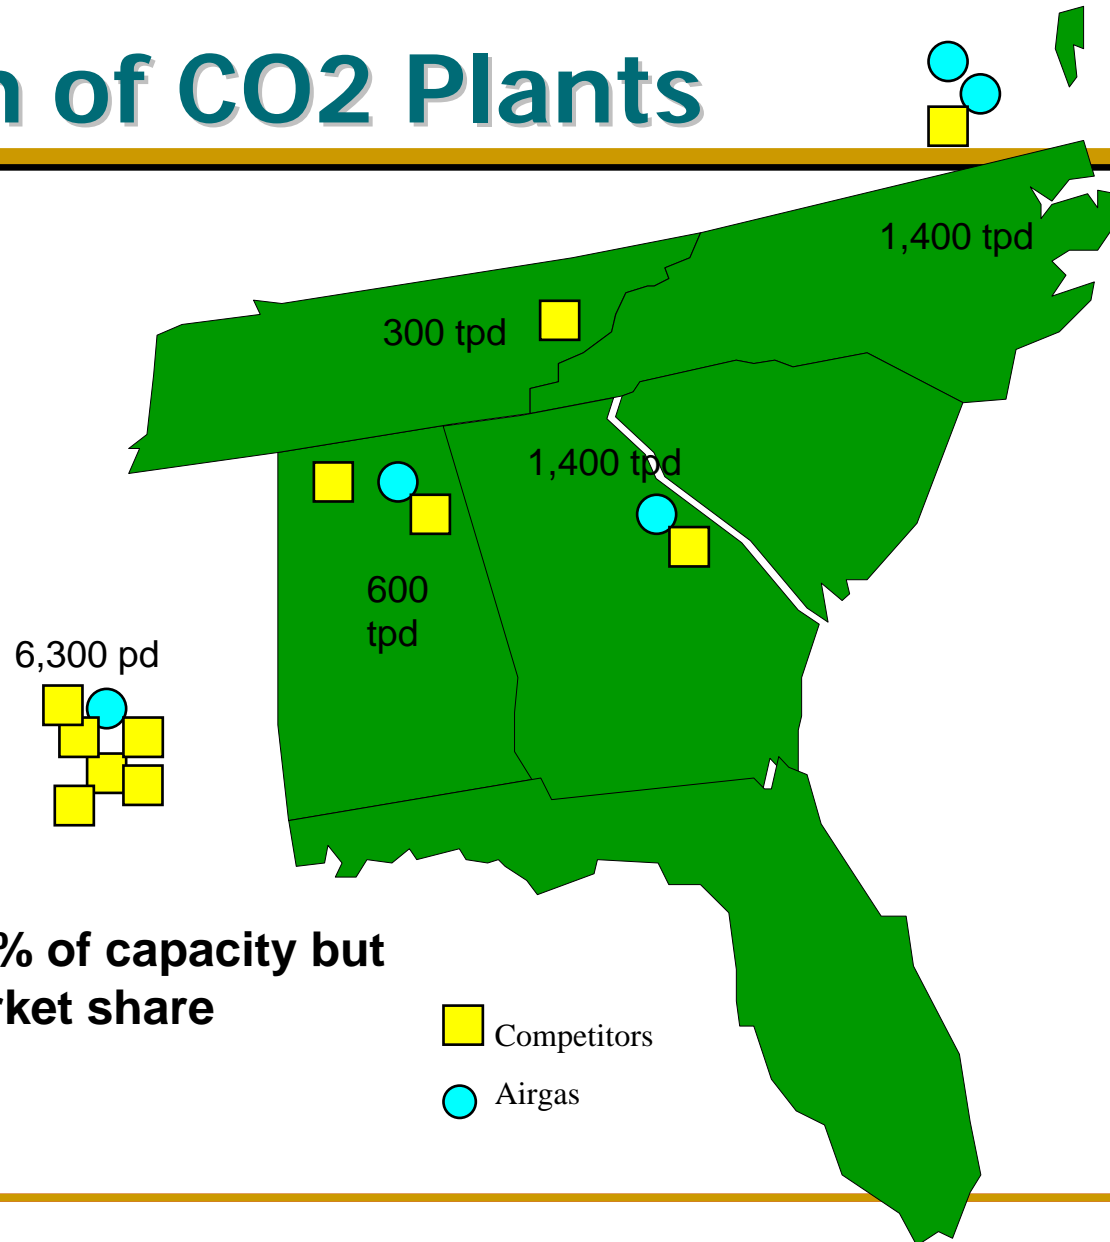 n of CO2 Plants
1,400 tpd
300 tpd
1,400 tpd
600
tpd
6,300 pd
% of capacity but
rket share
Competitors
Airgas